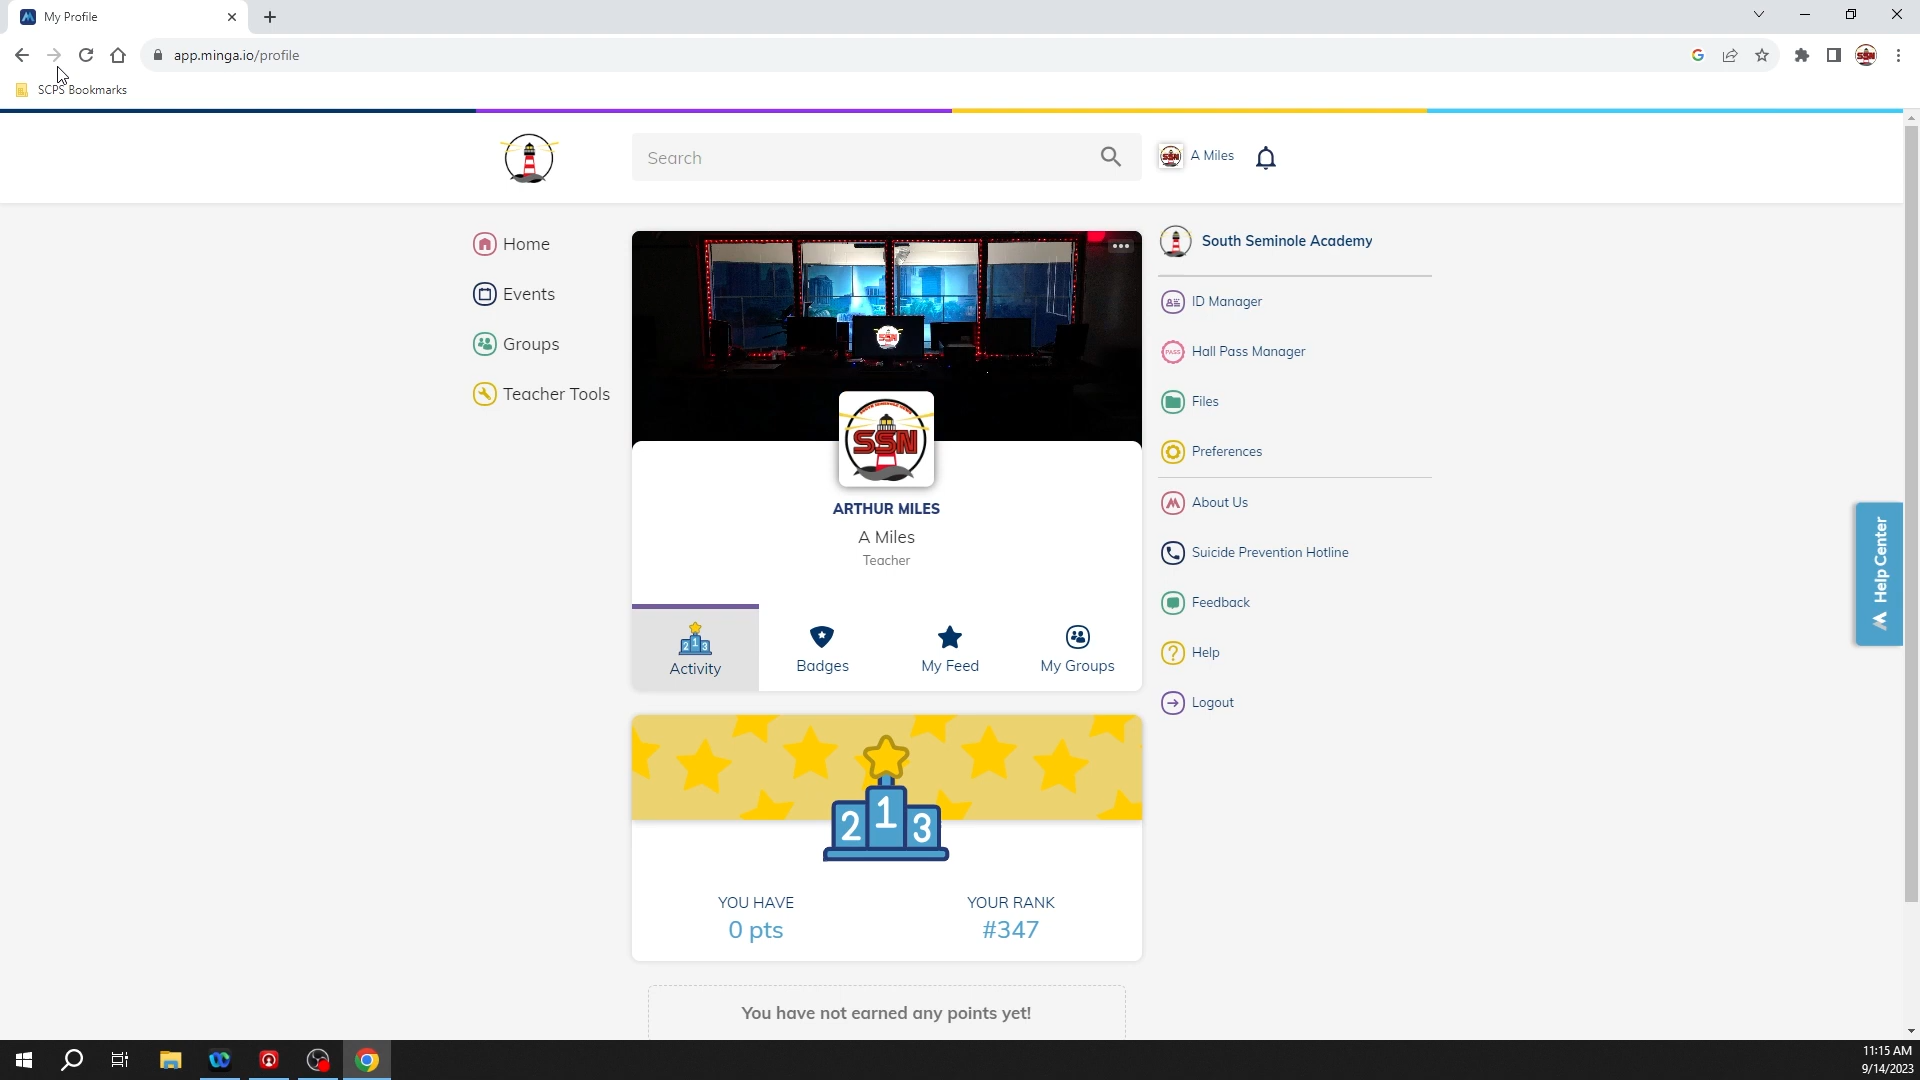 My Profile
app.minga.io/profile
SCPS Bookmarks
Search
A Miles
Home
Events
Groups
Teacher Tools
SSN
SSN
ARTHUR MILES
A Miles
Teacher
Activity
Badges
My Feed
My Groups
2 1 3
YOU HAVE
0 pts
YOUR RANK
#347
You have not earned any points yet!
South Seminole Academy
ID Manager
PASS
Hall Pass Manager
Files
Preferences
About Us
Suicide Prevention Hotline
Feedback
Help
Logout
Help Center
11:15 AM
9/14/2023